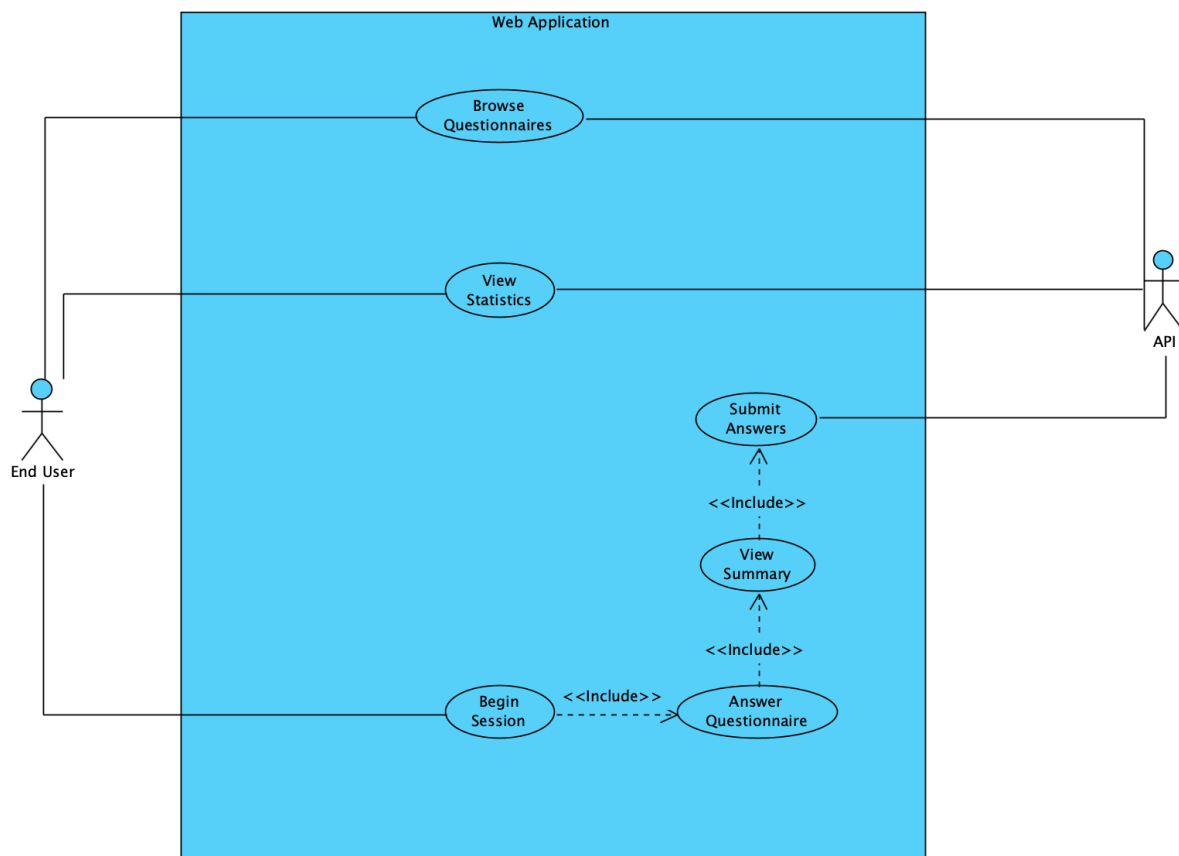 Web Application
Browse
Questionnaires
View
Statistics
API
Submit
Answers
End User
<<Include>>
View
Summary
<<Include>>
Begin
Session
<<Include>>
Answer
Questionnaire